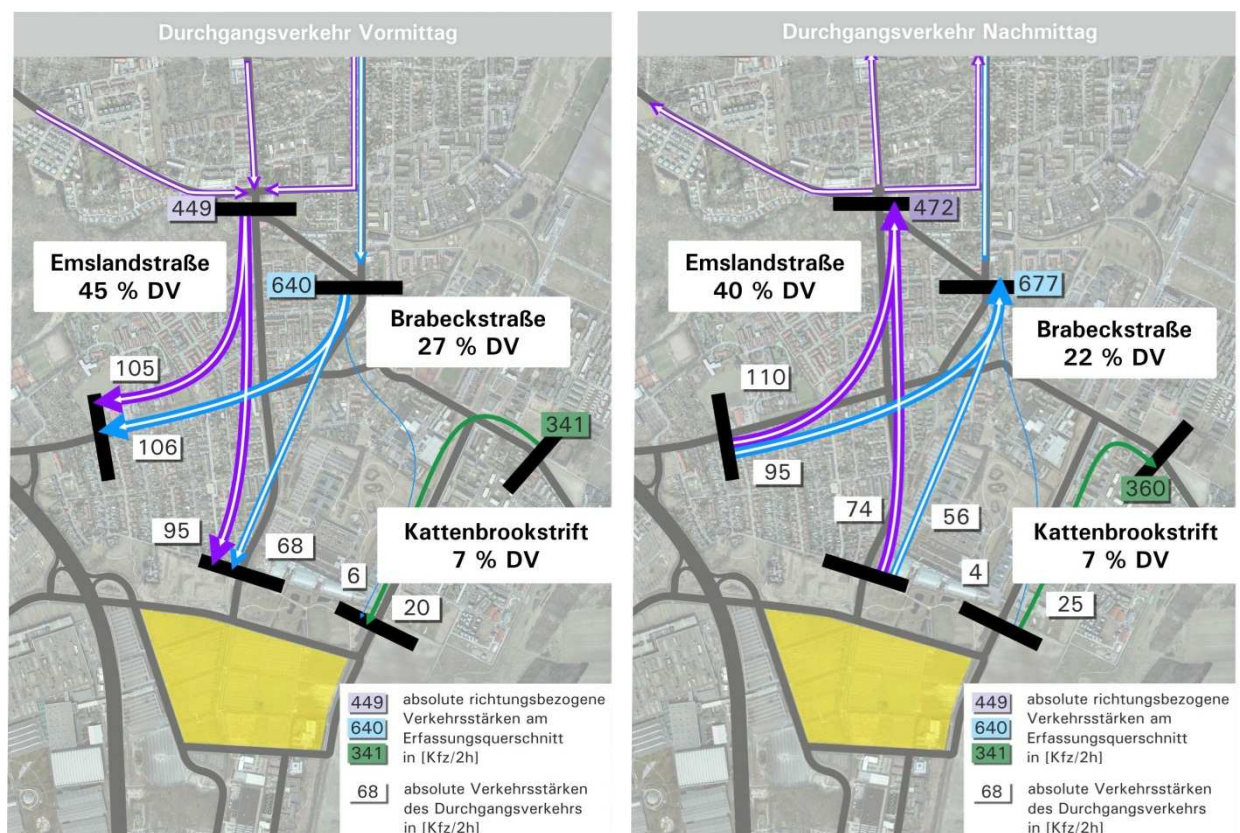 Durchgangsverkehr Vormittag
449
Emslandstraße
45 % DV
640
Brabeckstraße
27 % DV
105
106
341
95
68
Kattenbrookstrift
7 % DV
6
20
449
640
341
absolute richtungsbezogene
Verkehrsstärken am
Erfassungsquerschnitt
in [Kfz/2h]
68
absolute Verkehrsstärken
des Durchgangsverkehrs
in [Kfz/2h]
Durchgangsverkehr Nachmittag
472
Emslandstraße
40 % DV
677
Brabeckstraße
22 % DV
110
95
360
74
56
Kattenbrookstrift
7 % DV
4
25
449
640
341
absolute richtungsbezogene
Verkehrsstärken am
Erfassungsquerschnitt
in [Kfz/2h]
68
absolute Verkehrsstärken
des Durchgangsverkehrs
in [Kfz/2h]